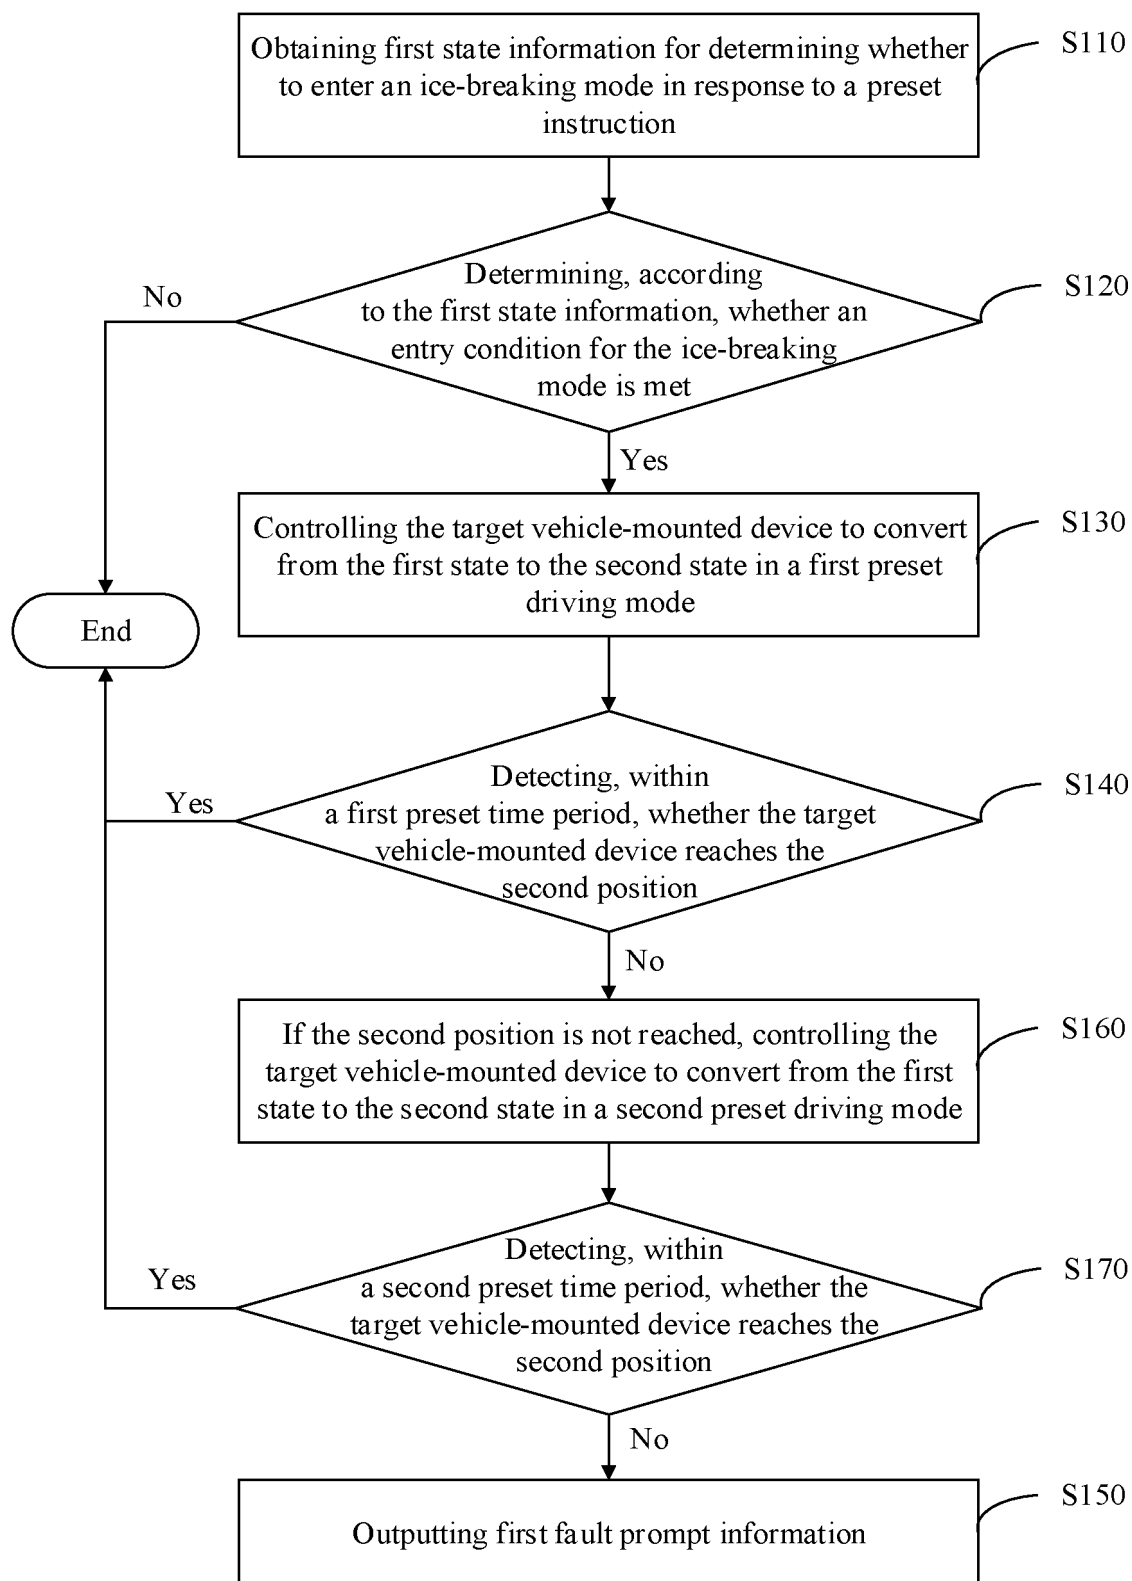 Obtaining first state information for determining whether
to enter an ice-breaking mode in response to a preset
instruction
S110
Determining, according
to the first state information, whether an
entry condition for the ice-breaking
mode is met
S120
No
Yes
Controlling the target vehicle-mounted device to convert
from the first state to the second state in a first preset
driving mode
S130
End
Detecting, within
a first preset time period, whether the target
vehicle-mounted device reaches the
second position
S140
Yes
No
If the second position is not reached, controlling the
target vehicle-mounted device to convert from the first
state to the second state in a second preset driving mode
S160
Detecting, within
a second preset time period, whether the
target vehicle-mounted device reaches the
second position
S170
Yes
No
Outputting first fault prompt information
S150